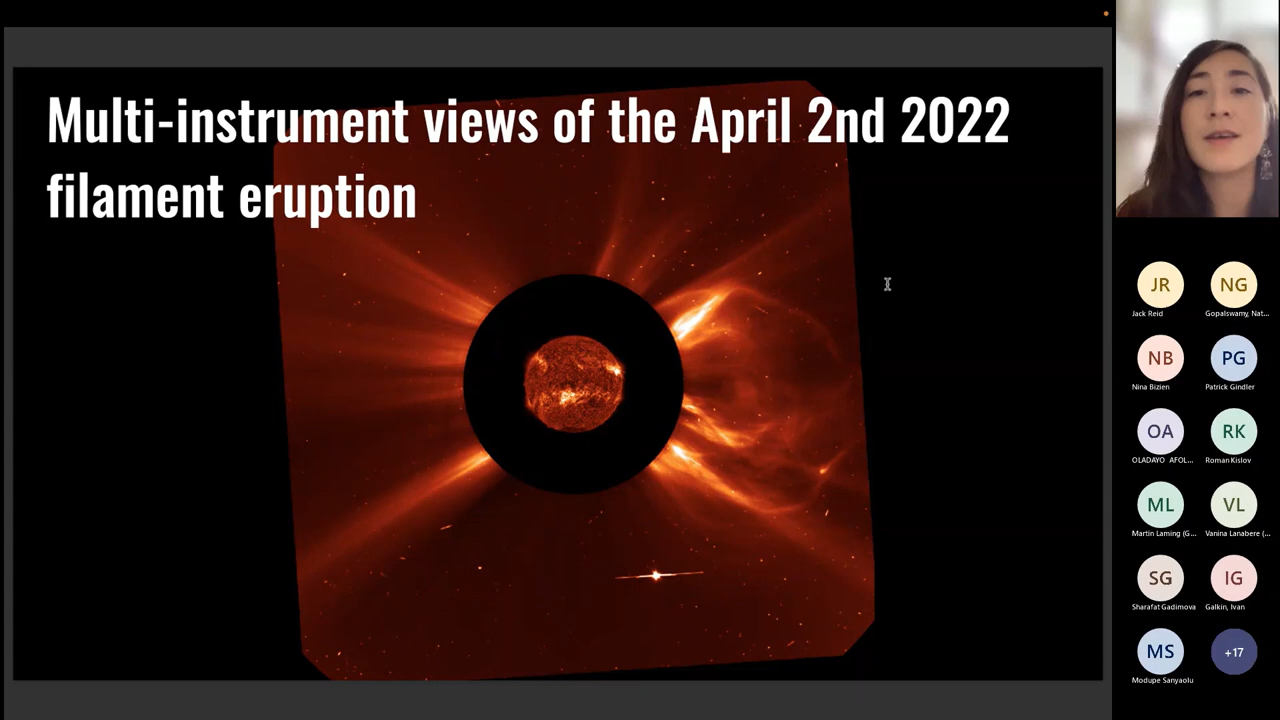 Multi-instrument views of the April 2nd 2022
filament eruption
JR
NG
Jack Reid
Gopalswamy, Nat...
NB
PG
Nina Bizien
Patrick Gindler
OA
RK
OLADAYO AFOL...
Roman Kislov
ML
VL
Martin Laming (G...
Vanina Lanabere (...
SG
IG
Sharafat Gadimova
Galkin, Ivan
MS
+17
Modupe Sanyaolu